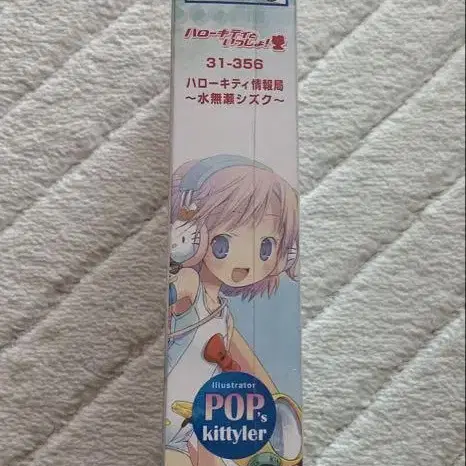 ハローキティと
いっしょ!
31-356
ハローキティ情報局
~水無瀬シズク~
Illustrator
POP's
kittyler